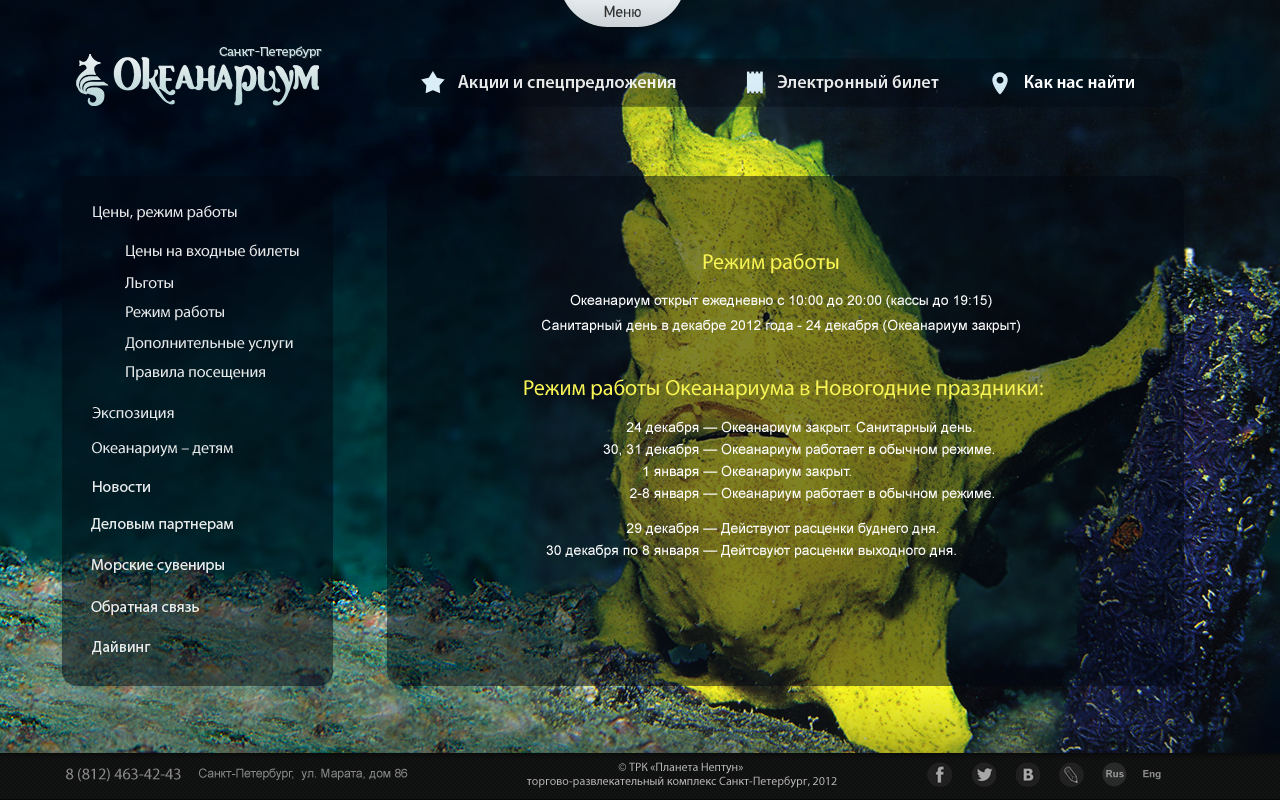 Меню
Санкт-Петербург
Океанариум
Акции и спецпредложения
Электронный билет
Как нас найти
Цены, режим работы
Цены на входные билеты
Льготы
Режим работы
Дополнительные услуги
Правила посещения
Экспозиция
Океанариум – детям
Новости
Деловым партнерам
Морские сувениры
Обратная связь
Дайвинг
Режим работы
Океанариум открыт ежедневно с 10:00 до 20:00 (кассы до 19:15)
Санитарный день в декабре 2012 года - 24 декабря (Океанариум закрыт)
Режим работы Океанариума в Новогодние праздники:
24 декабря — Океанариум закрыт. Санитарный день.
30, 31 декабря — Океанариум работает в обычном режиме.
1 января — Океанариум закрыт.
2-8 января — Океанариум работает в обычном режиме.
29 декабря — Действуют расценки буднего дня.
30 декабря по 8 января — Дейтсвуют расценки выходного дня.
8 (812) 463-42-43
Санкт-Петербург, ул. Марата, дом 86
© ТРК «Планета Нептун»
торгово-развлекательный комплекс Санкт-Петербург, 2012
Rus
Eng